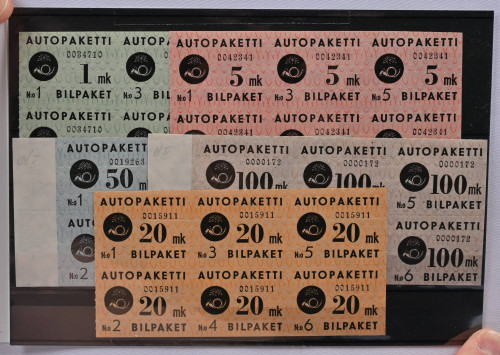 AUTOPAKETTI AUTOPAKETTI AUTOPAKETTI AUTOPAKETTI
0034710 0042341 0042341 0042341
1 5 mk 5 mk 5 mk
No1 BILPAKET No3 No1 BILPAKET No3 BILPAKET No5 BILPAKET
AUTOPAKETTI AUTOPAKETTI AUTOPAKETTI AUTOPAKETTI
0034710 0042341 0042341 0042341
AUTOPAKETTI AUTOPAKETTI AUTOPAKETTI AUTOPAKETTI
0019263 0000172 0000172 0000172
50 mk 100 mk 100 mk 100 mk
No1 No5 BILPAKET
AUTOPAKETTI
0000172
100 mk
No2 No6 BILPAKET
AUTOPAKETTI AUTOPAKETTI AUTOPAKETTI
0015911 0015911 0015911
20 mk 20 mk 20 mk
No1 BILPAKET No3 BILPAKET No5 BILPAKET
AUTOPAKETTI AUTOPAKETTI AUTOPAKETTI
0015911 0015911 0015911
20 mk 20 mk 20 mk
No2 BILPAKET No4 BILPAKET No6 BILPAKET